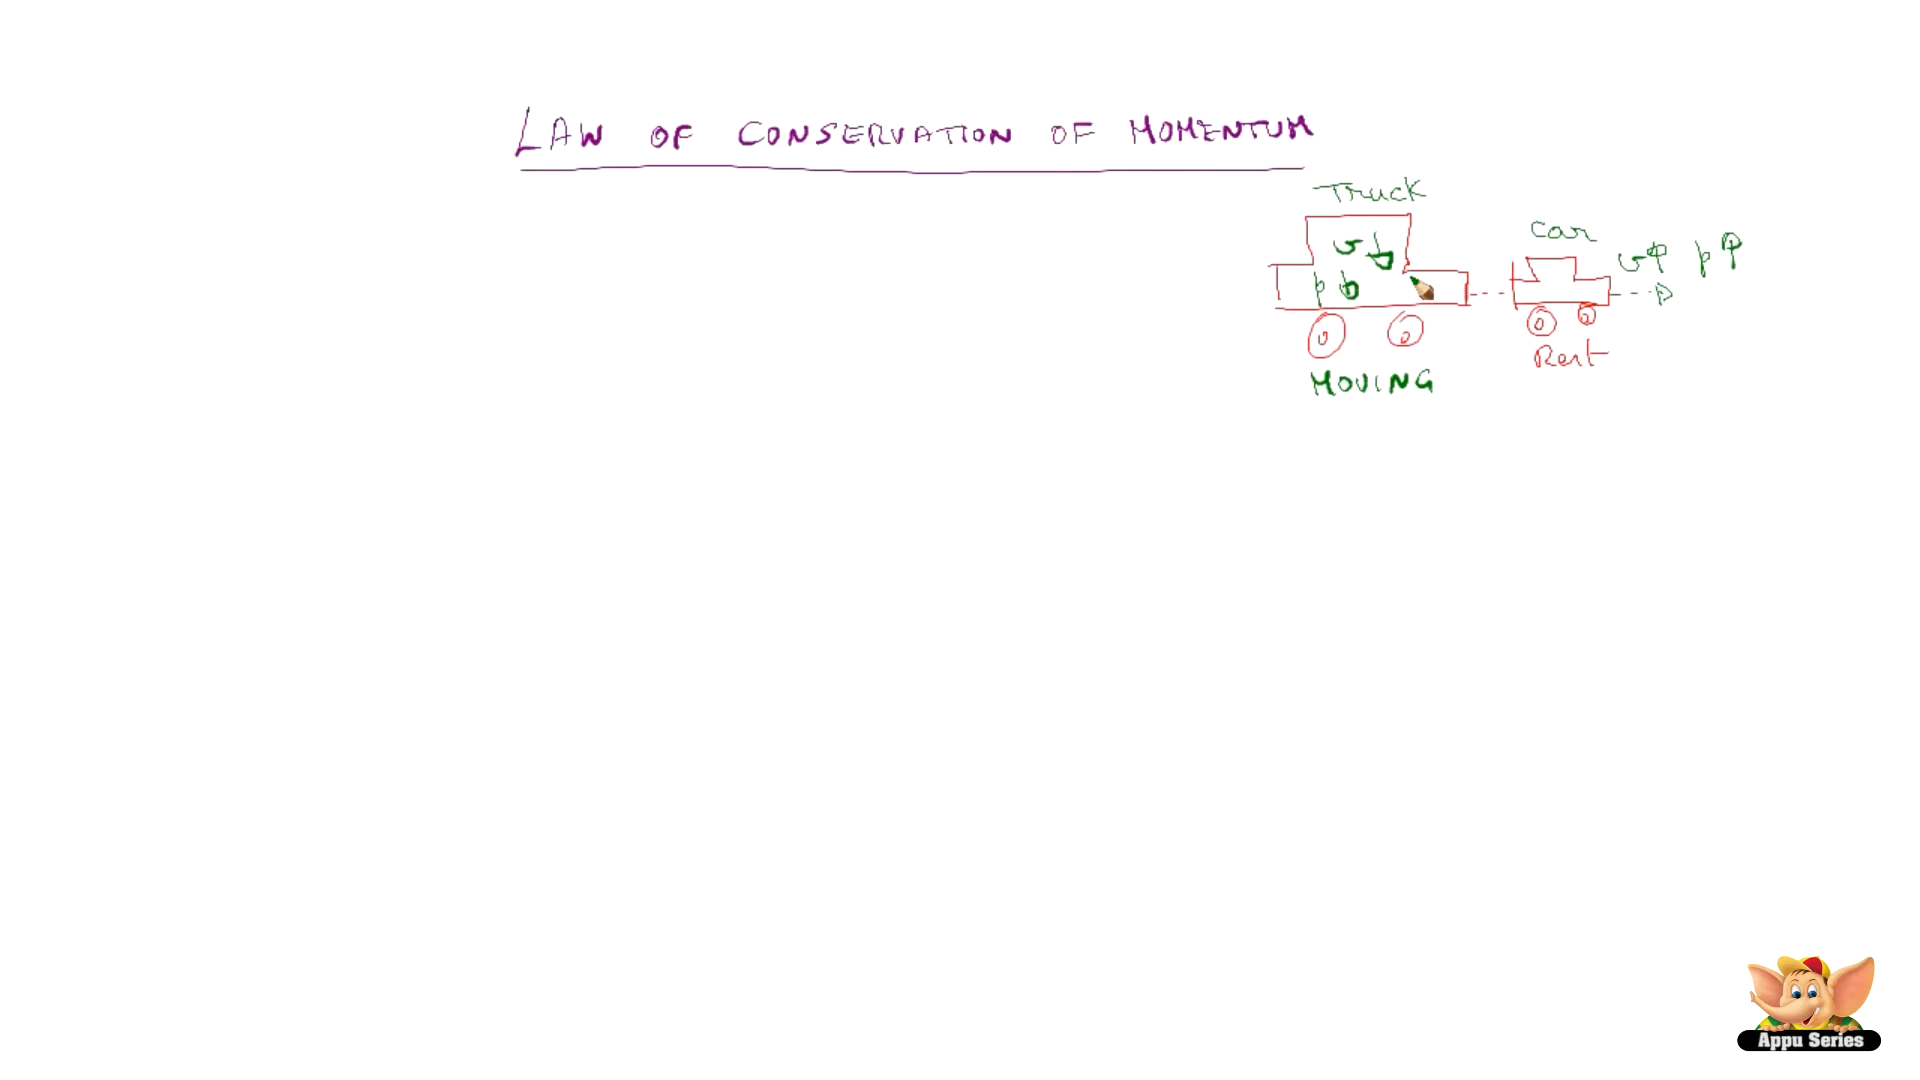 LAW OF CONSERVATION OF MOMENTUM
Truck
Car
v↓
v↑ p↑
p↓
Rest
MOVING
Appu Series